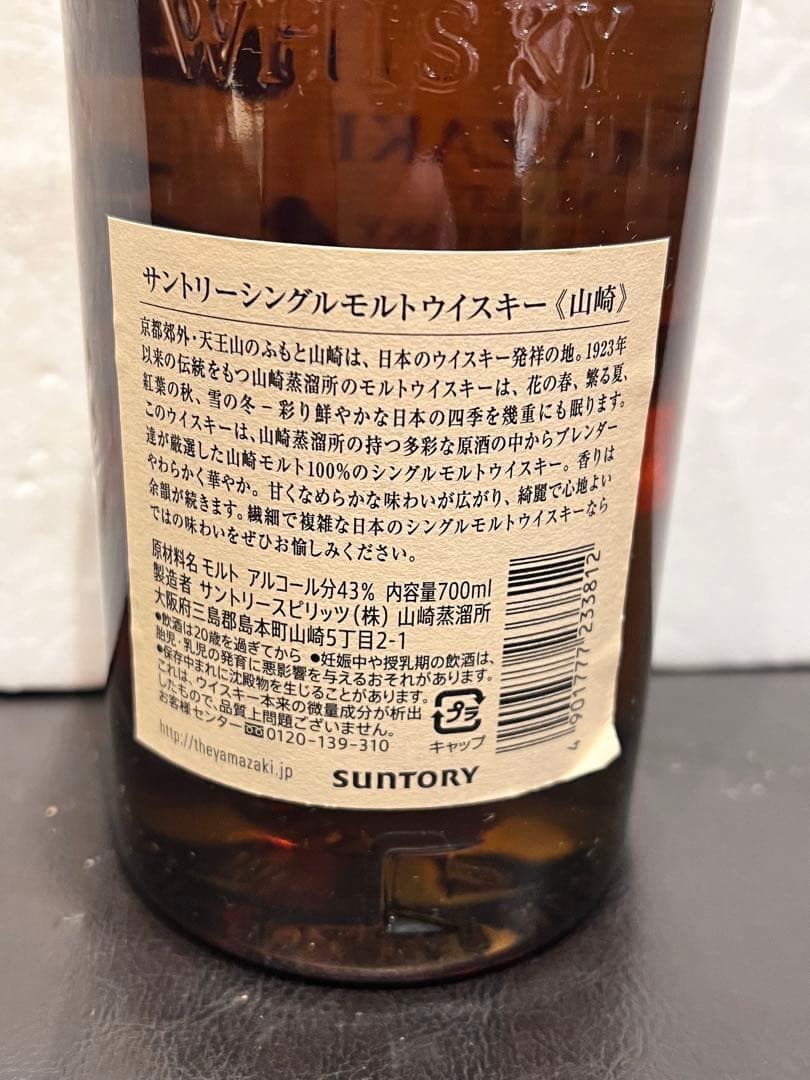 WHISKY
サントリーシングルモルトウイスキー《山崎》
京都郊外・天王山のふもと山崎は、日本のウイスキー発祥の地。1923年
以来の伝統をもつ山崎蒸溜所のモルトウイスキーは、花の春、繁る夏、
紅葉の秋、雪の冬－彩り鮮やかな日本の四季を幾重にも眠ります。
このウイスキーは、山崎蒸溜所の持つ多彩な原酒の中からブレンダー
達が厳選した山崎モルト100%のシングルモルトウイスキー。香りは
やわらかく華やか。甘くなめらかな味わいが広がり、綺麗で心地よい
余韻が続きます。繊細で複雑な日本のシングルモルトウイスキーなら
ではの味わいをぜひお愉しみください。
原材料名 モルト アルコール分43% 内容量700ml
製造者 サントリースピリッツ(株) 山崎蒸溜所
大阪府三島郡島本町山崎5丁目2-1
●飲酒は20歳を過ぎてから ●妊娠中や授乳期の飲酒は、
胎児・乳児の発育に悪影響を与えるおそれがあります。
●保存中まれに沈殿物を生じることがあります。
これは、ウイスキー本来の微量成分が析出
したもので、品質上問題ございません。
お客様センター 0120-139-310
http://theyamazaki.jp
プラ
キャップ
SUNTORY
4 901777 233812